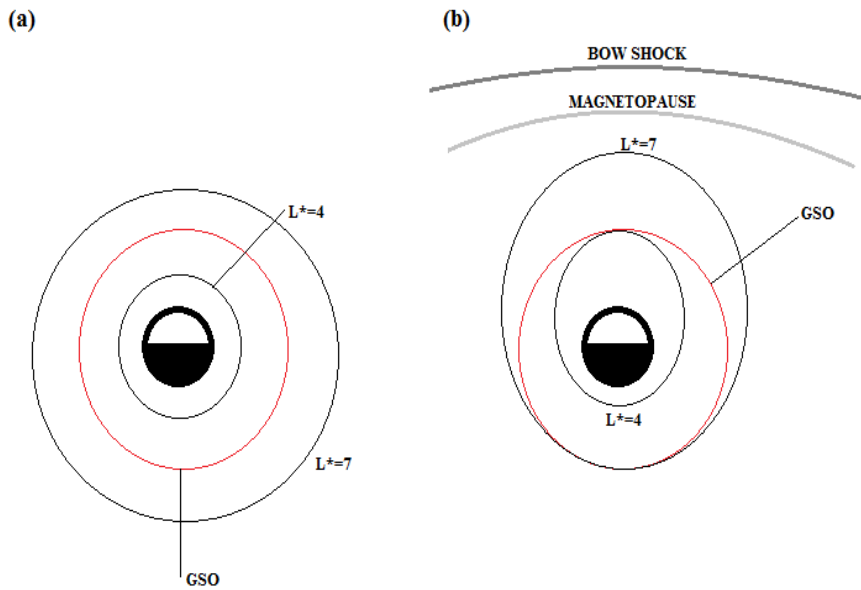 (a)
L*=4
L*=7
GSO
(b)
BOW SHOCK
MAGNETOPAUSE
L*=7
GSO
L*=4